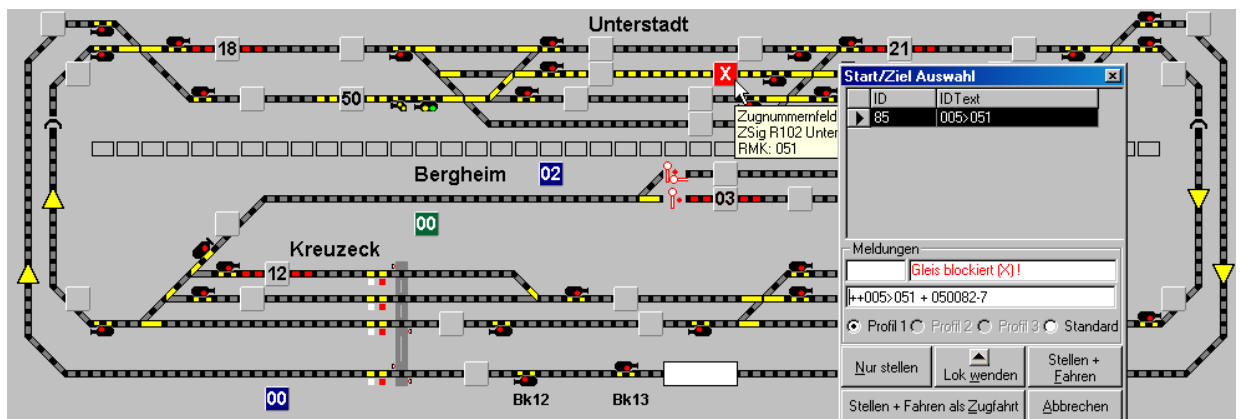 Unterstadt
18
21
X
50
Start/Ziel Auswahl
ID
IDText
85
005>051
Zugnummernfeld
ZSig R102 Unter
RMK: 051
Bergheim
02
03
00
Kreuzeck
12
Meldungen
Gleis blockiert (X) !
++005>051 + 050082-7
Profil 1
Profil 2
Profil 3
Standard
Nur stellen
Lok wenden
Stellen +
Fahren
Stellen + Fahren als Zugfahrt
Abbrechen
00
Bk12
Bk13